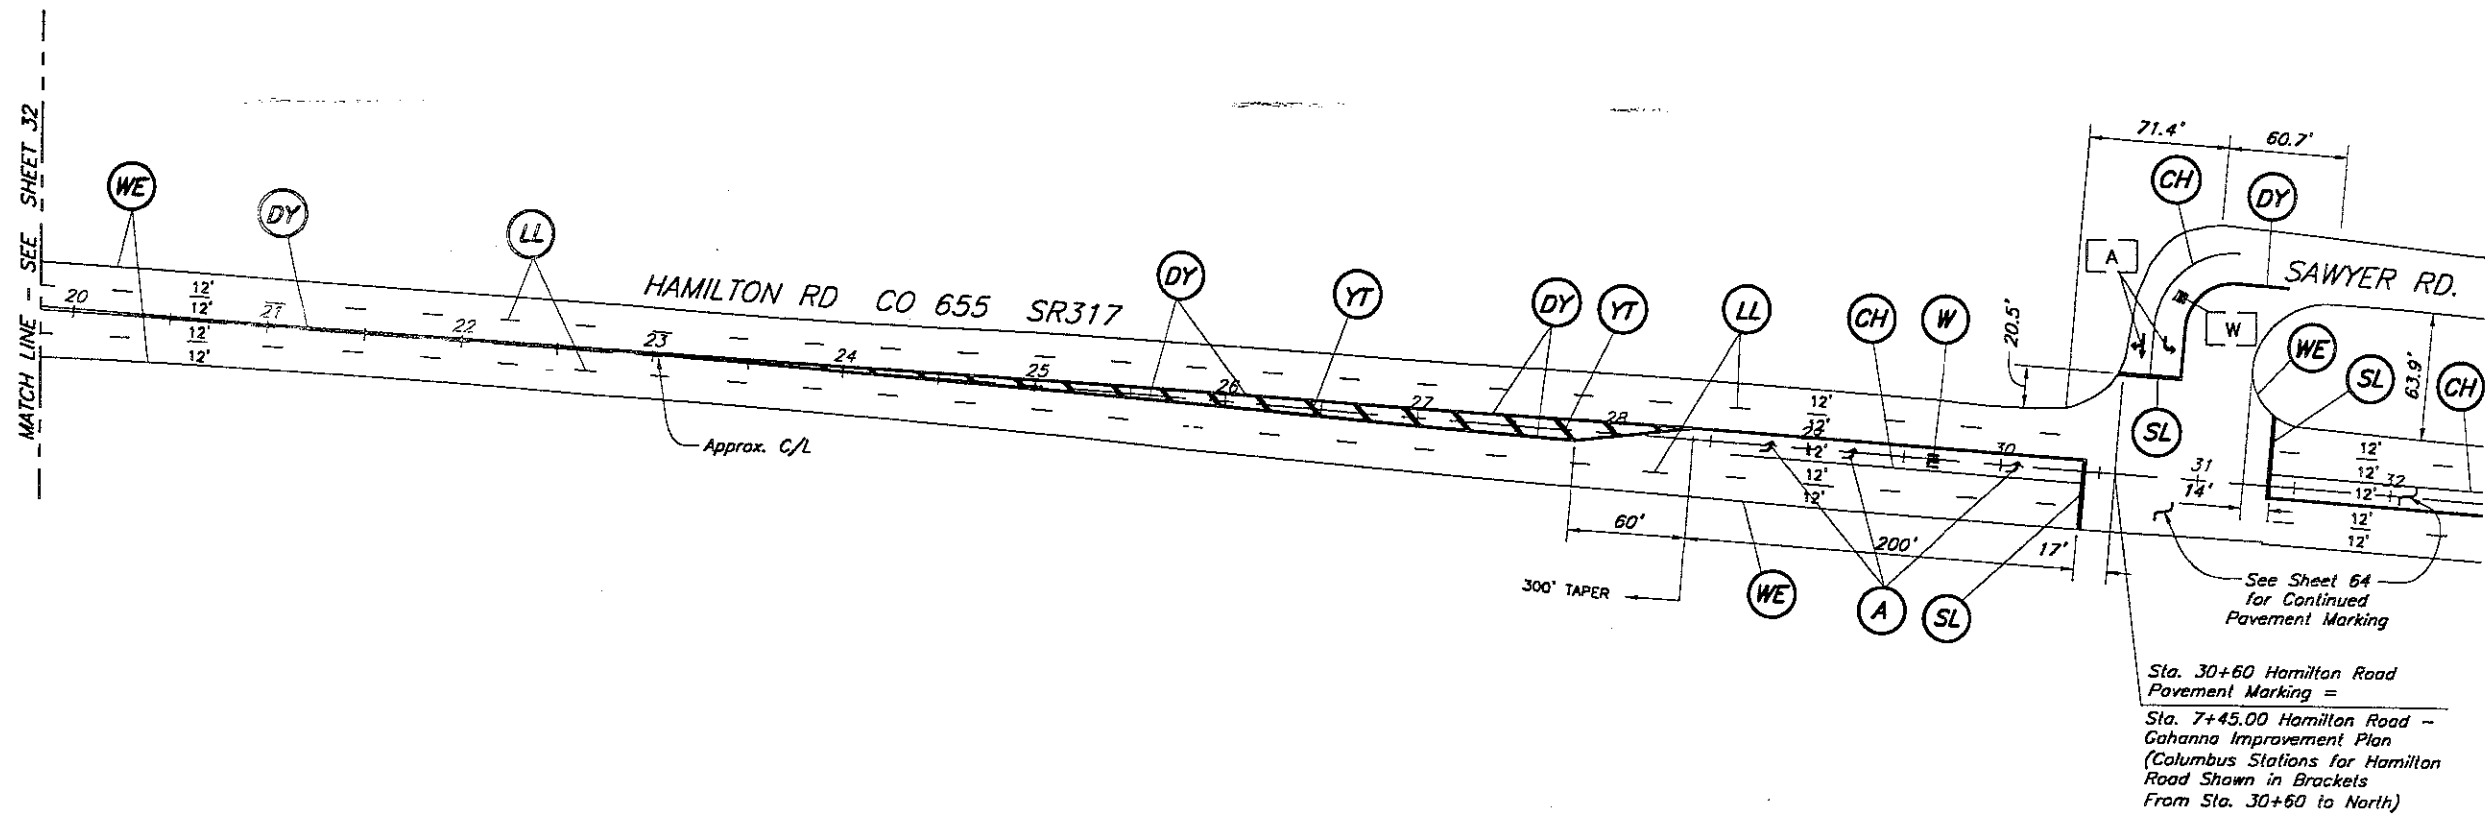 MATCH LINE - SEE SHEET 32
WE
DY
LL
HAMILTON RD CO 655 SR317
DY
YT
DY
YT
LL
CH
W
A
CH
DY
71.4'
60.7'
SAWYER RD.
W
20.5'
WE
SL
CH
SL
63.9'
20
12'
12'
12'
12'
21
22
23
24
25
26
27
28
12'
12'
12'
12'
12'
30
31
14'
12'
12'
12'
32
12'
12'
Approx. C/L
60'
200'
17'
300' TAPER
WE
A
SL
See Sheet 64
for Continued
Pavement Marking
Sta. 30+60 Hamilton Road
Pavement Marking =
Sta. 7+45.00 Hamilton Road -
Gahanna Improvement Plan
(Columbus Stations for Hamilton
Road Shown in Brackets
From Sta. 30+60 to North)